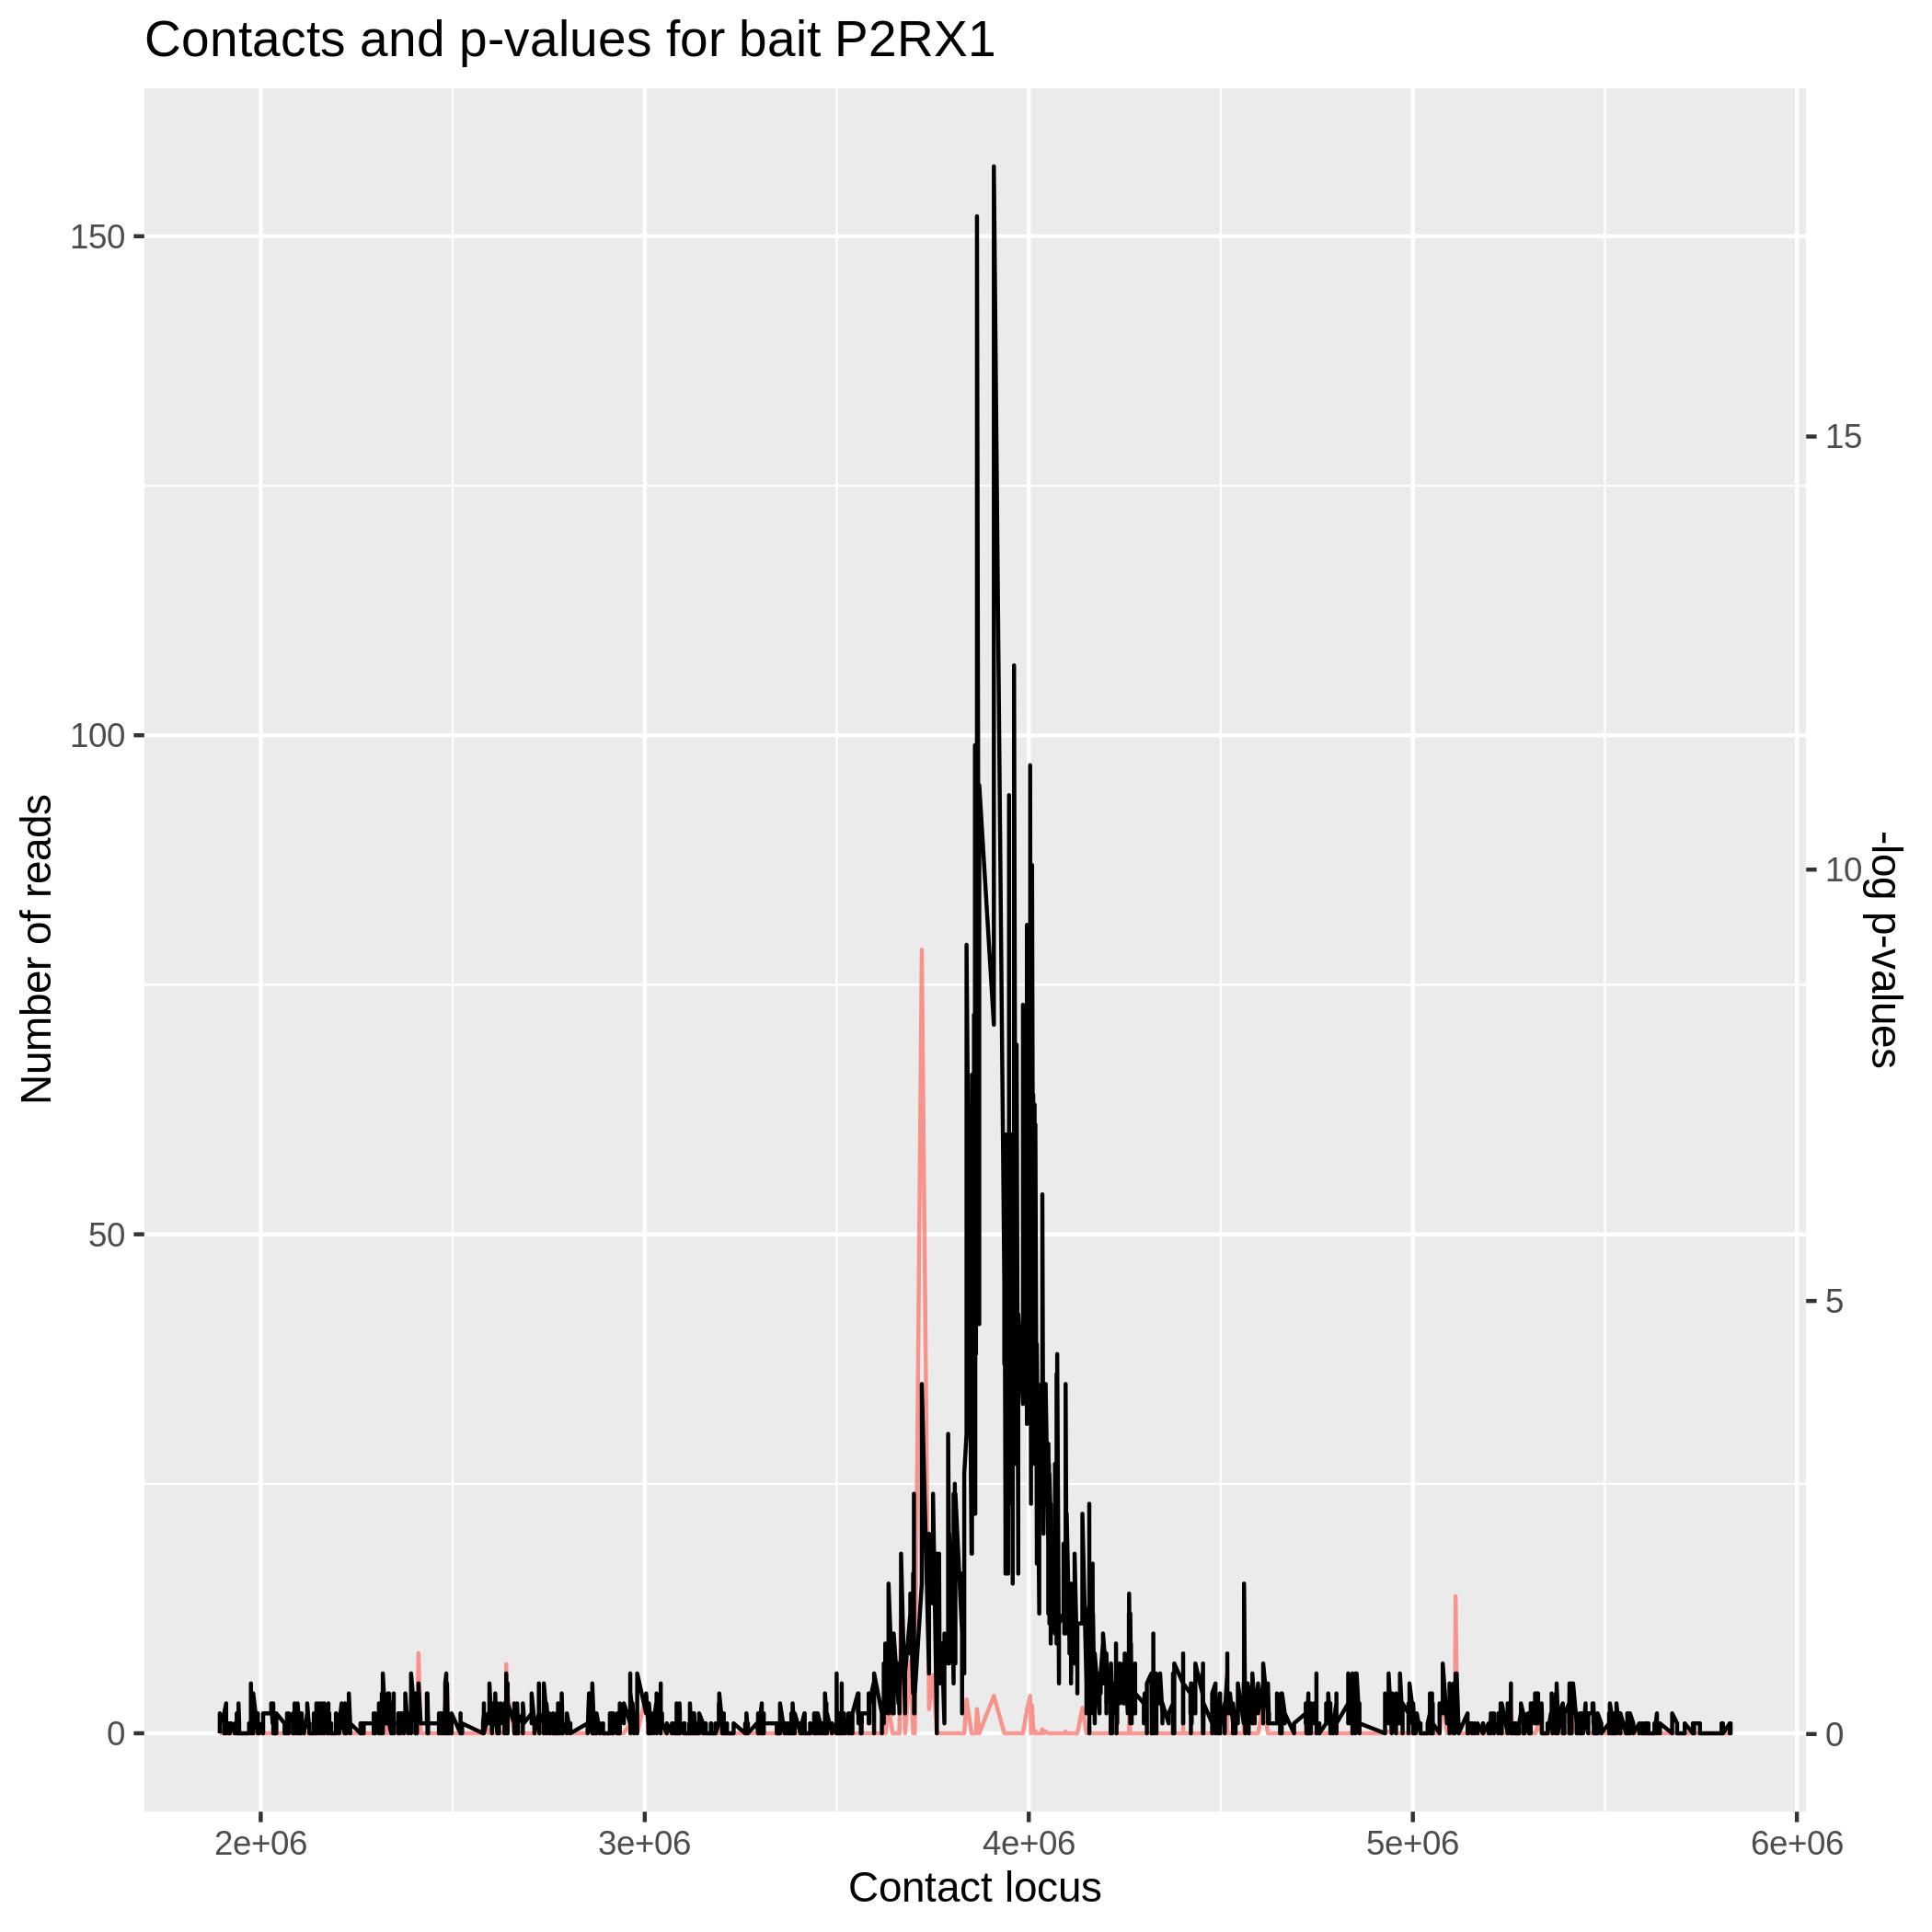 Contacts and p-values for bait P2RX1
150
100
50
0
Number of reads
15
10
5
0
-log p-values
2e+06
3e+06
4e+06
5e+06
6e+06
Contact locus